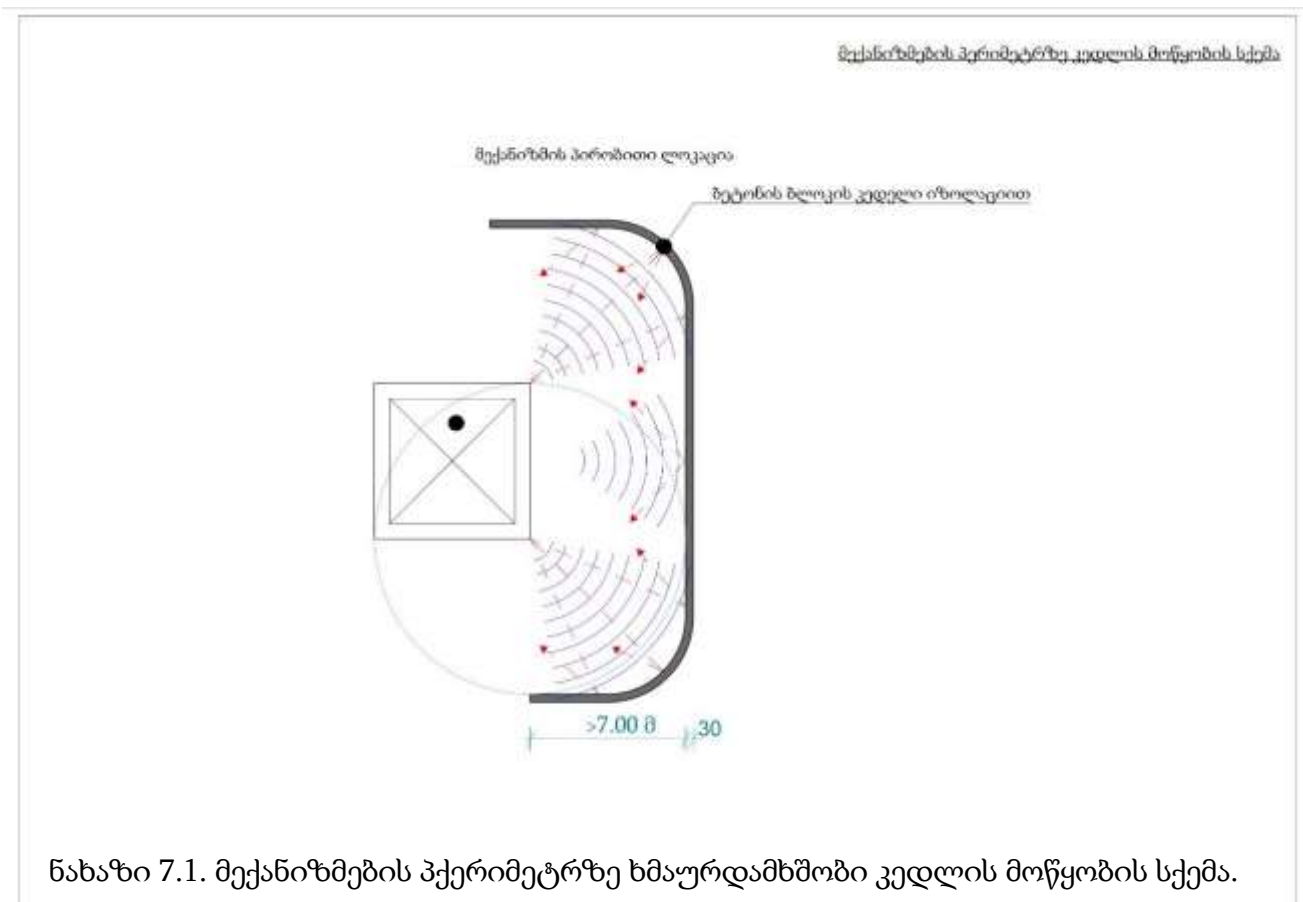 მექანიზმების პერიმეტრზე კედლის მოწყობის სქემა
მექანიზმის პირობითი ლოკაცია
ბეტონის ბლოკის კედელი იზოლაციით
>7.00 მ
30
ნახაზი 7.1. მექანიზმების პქერიმეტრზე ხმაურდამხშობი კედლის მოწყობის სქემა.